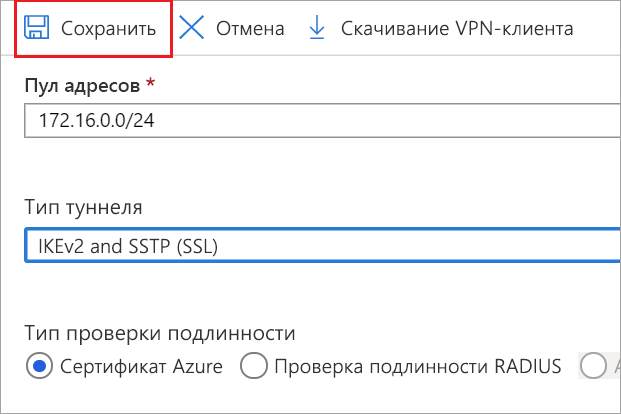 Сохранить Отмена Скачивание VPN-клиента
Пул адресов *
172.16.0.0/24
Тип туннеля
IKEv2 and SSTP (SSL)
Тип проверки подлинности
Сертификат Azure Проверка подлинности RADIUS